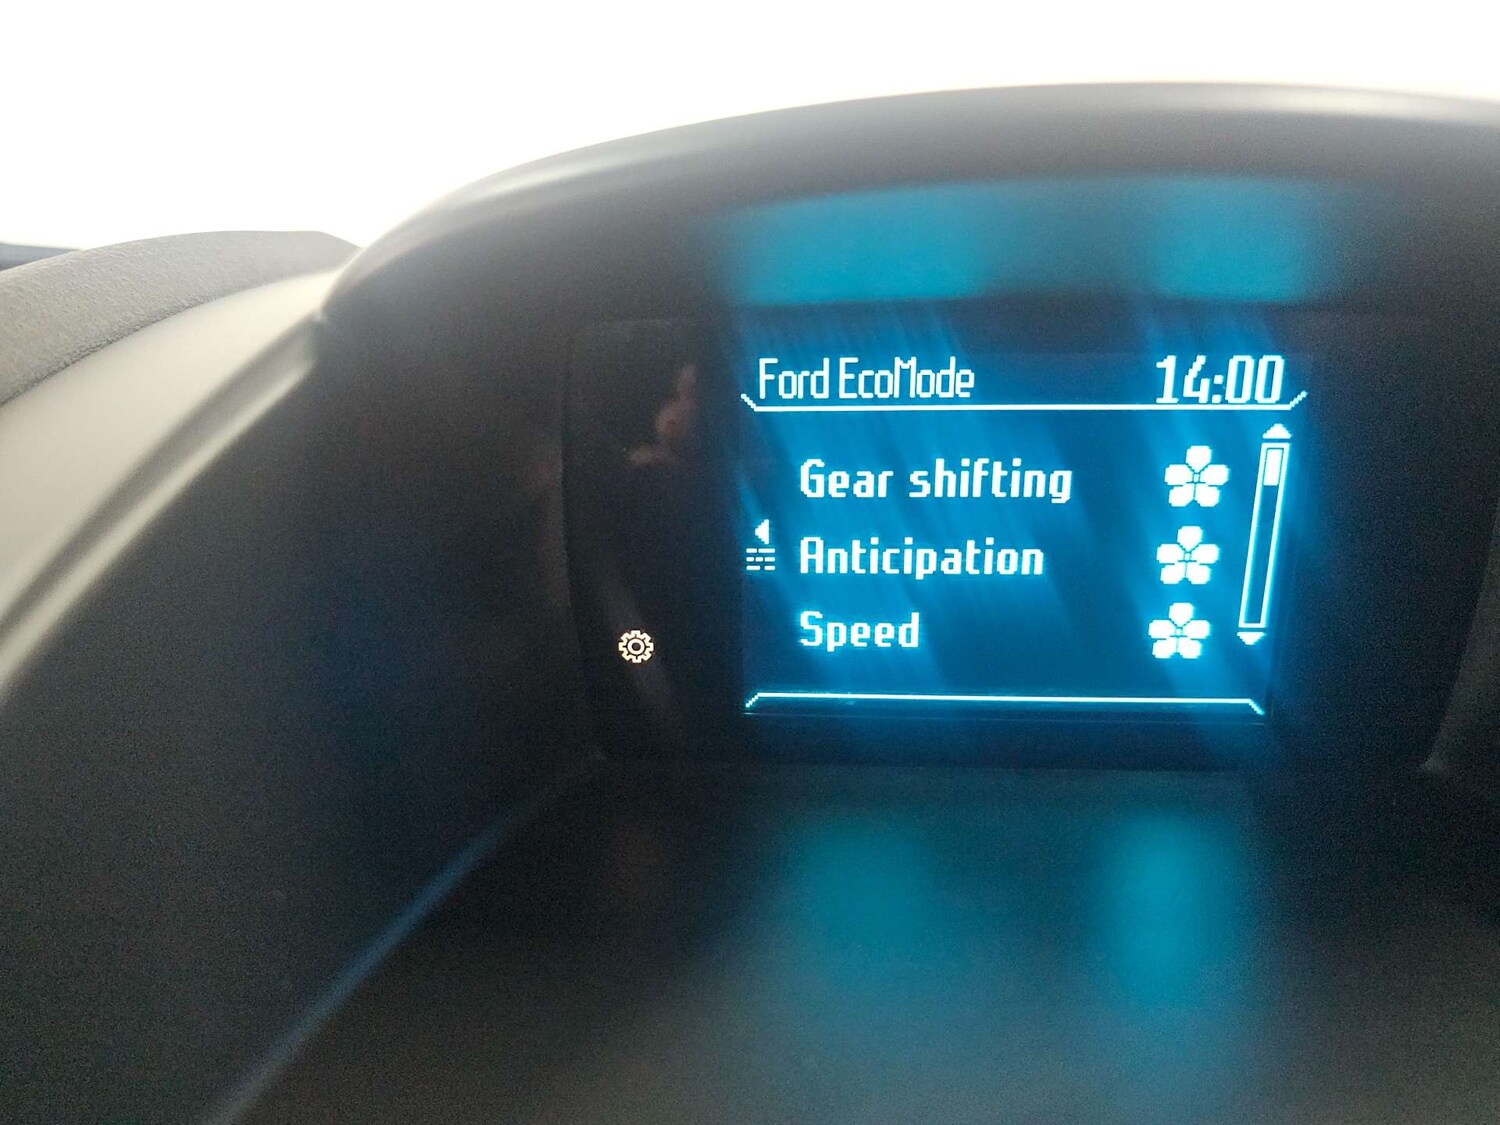 Ford EcoMode 14:00
Gear shifting
Anticipation
Speed